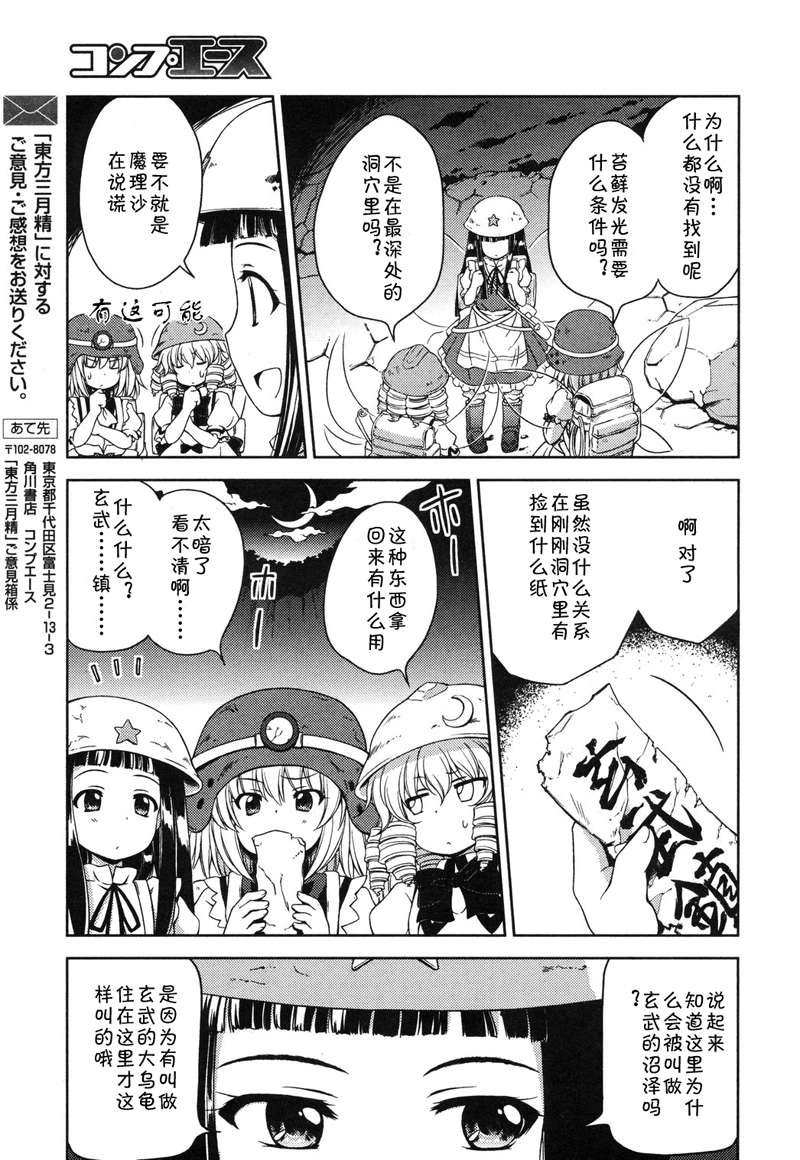 コンプエース
為什么啊…
什么都没有找到呢
苔藓发光需要
什么条件吗?
不是在最深处的
洞穴里吗?
要不就是
魔理沙
在说谎
有这可能
啊 对了
虽然没什么关系
在刚刚洞穴里有
捡到什么纸
玄武鎮
ホー
ホー
这种东西拿
回来有什么用
太暗了
看不清啊……
什么什么?
玄武………镇……
说起来
知道这里为什
么会被叫做
玄武的沼泽吗
?
是因为有叫做
玄武的大乌龟
住在这里才这
样叫的哦
「東方三月精」に対する
ご意見・ご感想をお送りください。
あて先
〒102-8078
東京都千代田区富士見2-13-3
角川書店 コンプエース
「東方三月精」ご意見箱係